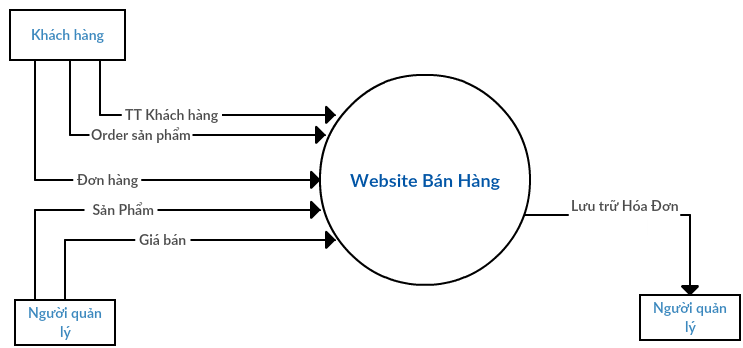 Khách hàng
TT Khách hàng
Order sản phẩm
Website Bán Hàng
Đơn hàng
Sản Phẩm
Lưu trữ Hóa Đơn
Giá bán
Người quản
lý
Người quản
lý